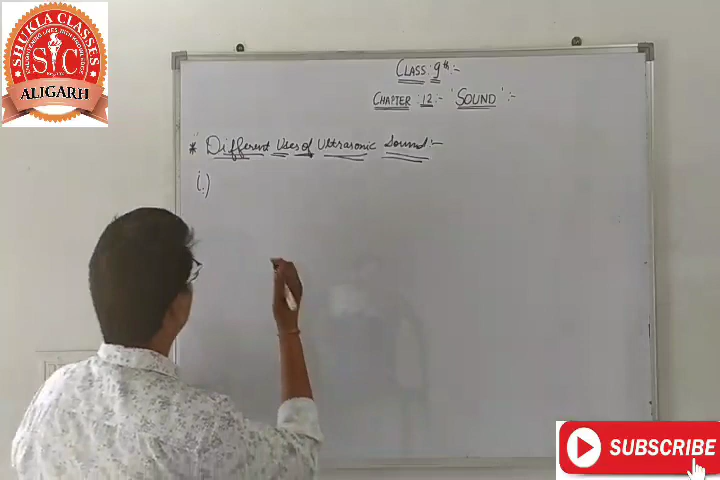 SHUKLA CLASSES
SC
ALIGARH
CLASS: 9th:-
CHAPTER 12:- "SOUND":-
* Different Uses of Ultrasonic Sound:-
(i.)
SUBSCRIBE